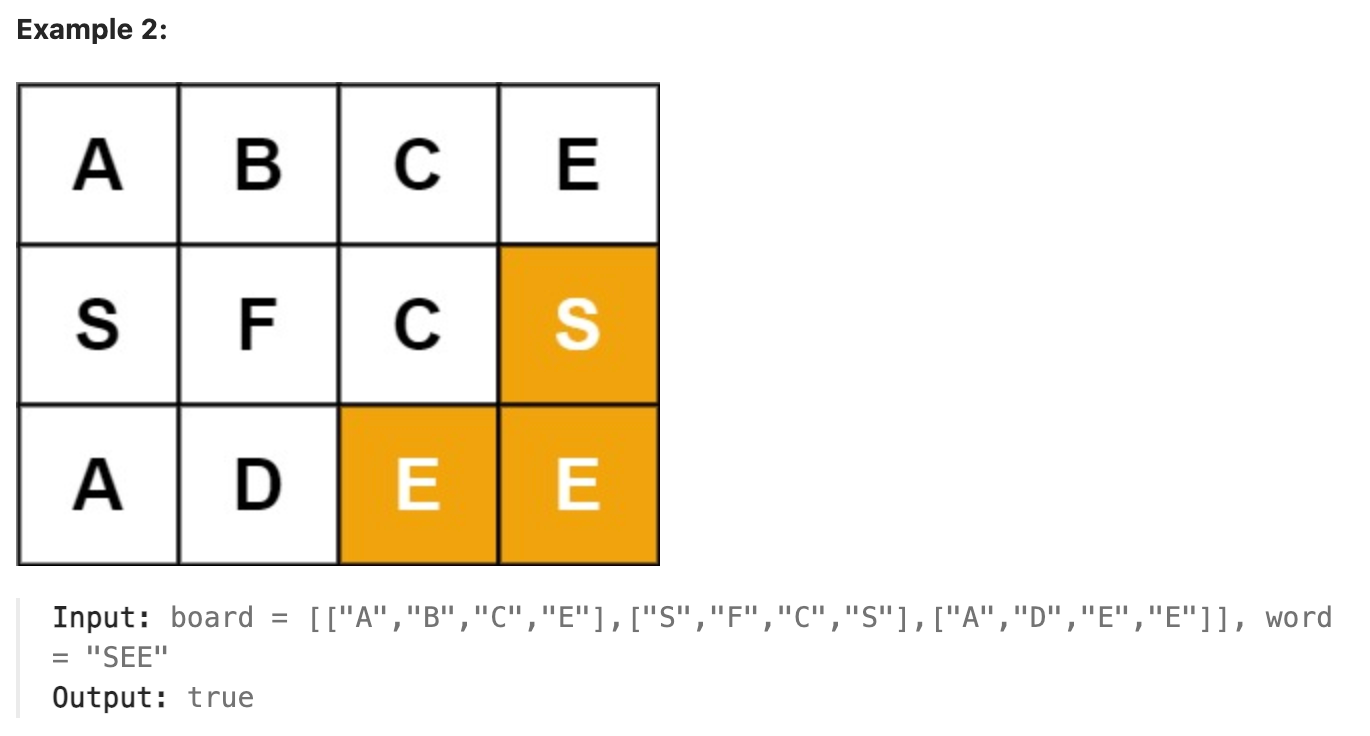 Example 2:
A B C E
S F C S
A D E E
Input: board = [["A","B","C","E"],["S","F","C","S"],["A","D","E","E"]], word
= "SEE"
Output: true